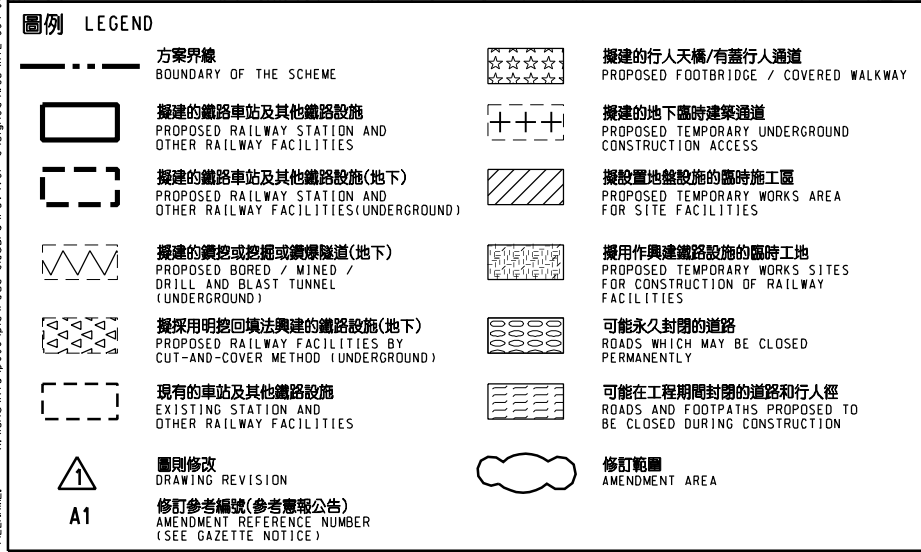 圖例 LEGEND
方案界線
BOUNDARY OF THE SCHEME
擬建的鐵路車站及其他鐵路設施
PROPOSED RAILWAY STATION AND
OTHER RAILWAY FACILITIES
擬建的鐵路車站及其他鐵路設施(地下)
PROPOSED RAILWAY STATION AND
OTHER RAILWAY FACILITIES(UNDERGROUND)
擬建的鑽挖或挖掘或鑽爆隧道(地下)
PROPOSED BORED / MINED /
DRILL AND BLAST TUNNEL
(UNDERGROUND)
擬採用明挖回填法興建的鐵路設施(地下)
PROPOSED RAILWAY FACILITIES BY
CUT-AND-COVER METHOD (UNDERGROUND)
現有的車站及其他鐵路設施
EXISTING STATION AND
OTHER RAILWAY FACILITIES
1
圖則修改
DRAWING REVISION
A1
修訂參考編號(參考憲報公告)
AMENDMENT REFERENCE NUMBER
(SEE GAZETTE NOTICE)
擬建的行人天橋/有蓋行人通道
PROPOSED FOOTBRIDGE / COVERED WALKWAY
擬建的地下臨時建築通道
PROPOSED TEMPORARY UNDERGROUND
CONSTRUCTION ACCESS
擬設置地盤設施的臨時施工區
PROPOSED TEMPORARY WORKS AREA
FOR SITE FACILITIES
擬用作興建鐵路設施的臨時工地
PROPOSED TEMPORARY WORKS SITES
FOR CONSTRUCTION OF RAILWAY
FACILITIES
可能永久封閉的道路
ROADS WHICH MAY BE CLOSED
PERMANENTLY
可能在工程期間封閉的道路和行人徑
ROADS AND FOOTPATHS PROPOSED TO
BE CLOSED DURING CONSTRUCTION
修訂範圍
AMENDMENT AREA